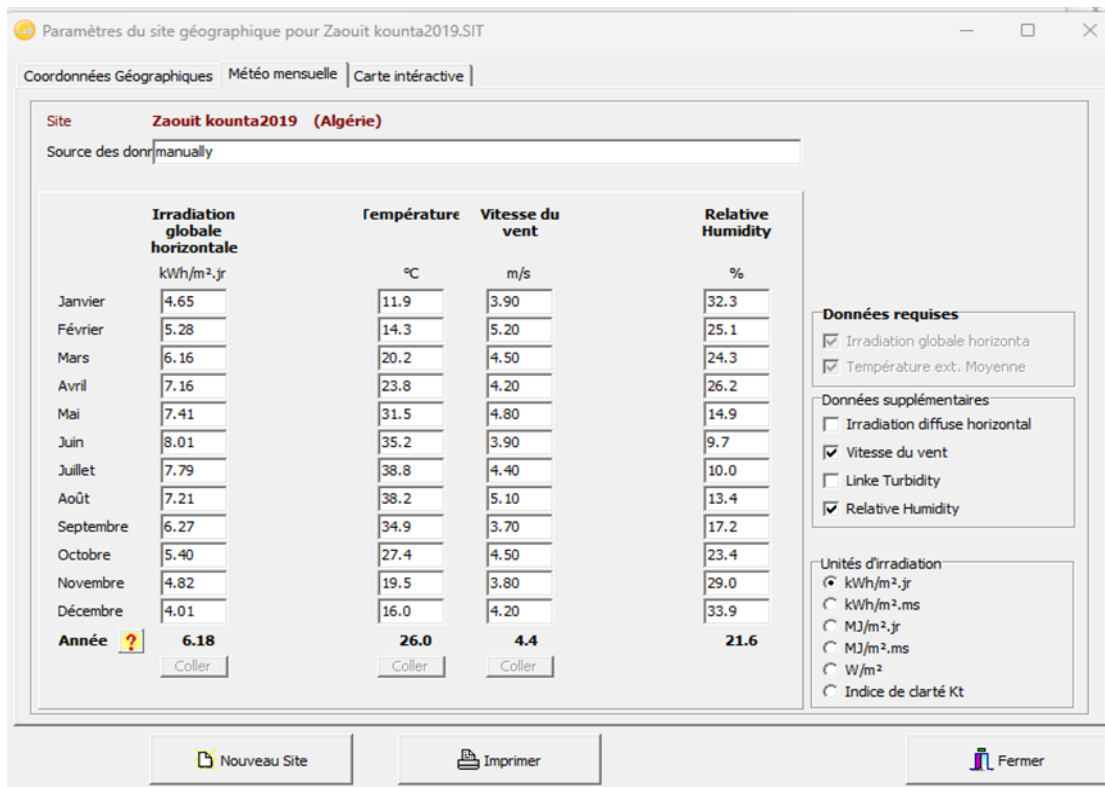 Paramètres du site géographique pour Zaouit kounta2019.SIT
Coordonnées Géographiques Météo mensuelle Carte intéractive
Site Zaouit kounta2019 (Algérie)
Source des donr manually
Irradiation globale horizontale Température Vitesse du vent Relative Humidity
kWh/m².jr °C m/s %
Janvier 4.65 11.9 3.90 32.3
Février 5.28 14.3 5.20 25.1
Mars 6.16 20.2 4.50 24.3
Avril 7.16 23.8 4.20 26.2
Mai 7.41 31.5 4.80 14.9
Juin 8.01 35.2 3.90 9.7
Juillet 7.79 38.8 4.40 10.0
Août 7.21 38.2 5.10 13.4
Septembre 6.27 34.9 3.70 17.2
Octobre 5.40 27.4 4.50 23.4
Novembre 4.82 19.5 3.80 29.0
Décembre 4.01 16.0 4.20 33.9
Année ? 6.18 26.0 4.4 21.6
Coller Coller Coller
Données requises
Irradiation globale horizonta
Température ext. Moyenne
Données supplémentaires
Irradiation diffuse horizontal
Vitesse du vent
Linke Turbidity
Relative Humidity
Unités d'irradiation
kWh/m².jr
kWh/m².ms
MJ/m².jr
MJ/m².ms
W/m²
Indice de clarté Kt
Nouveau Site Imprimer Fermer